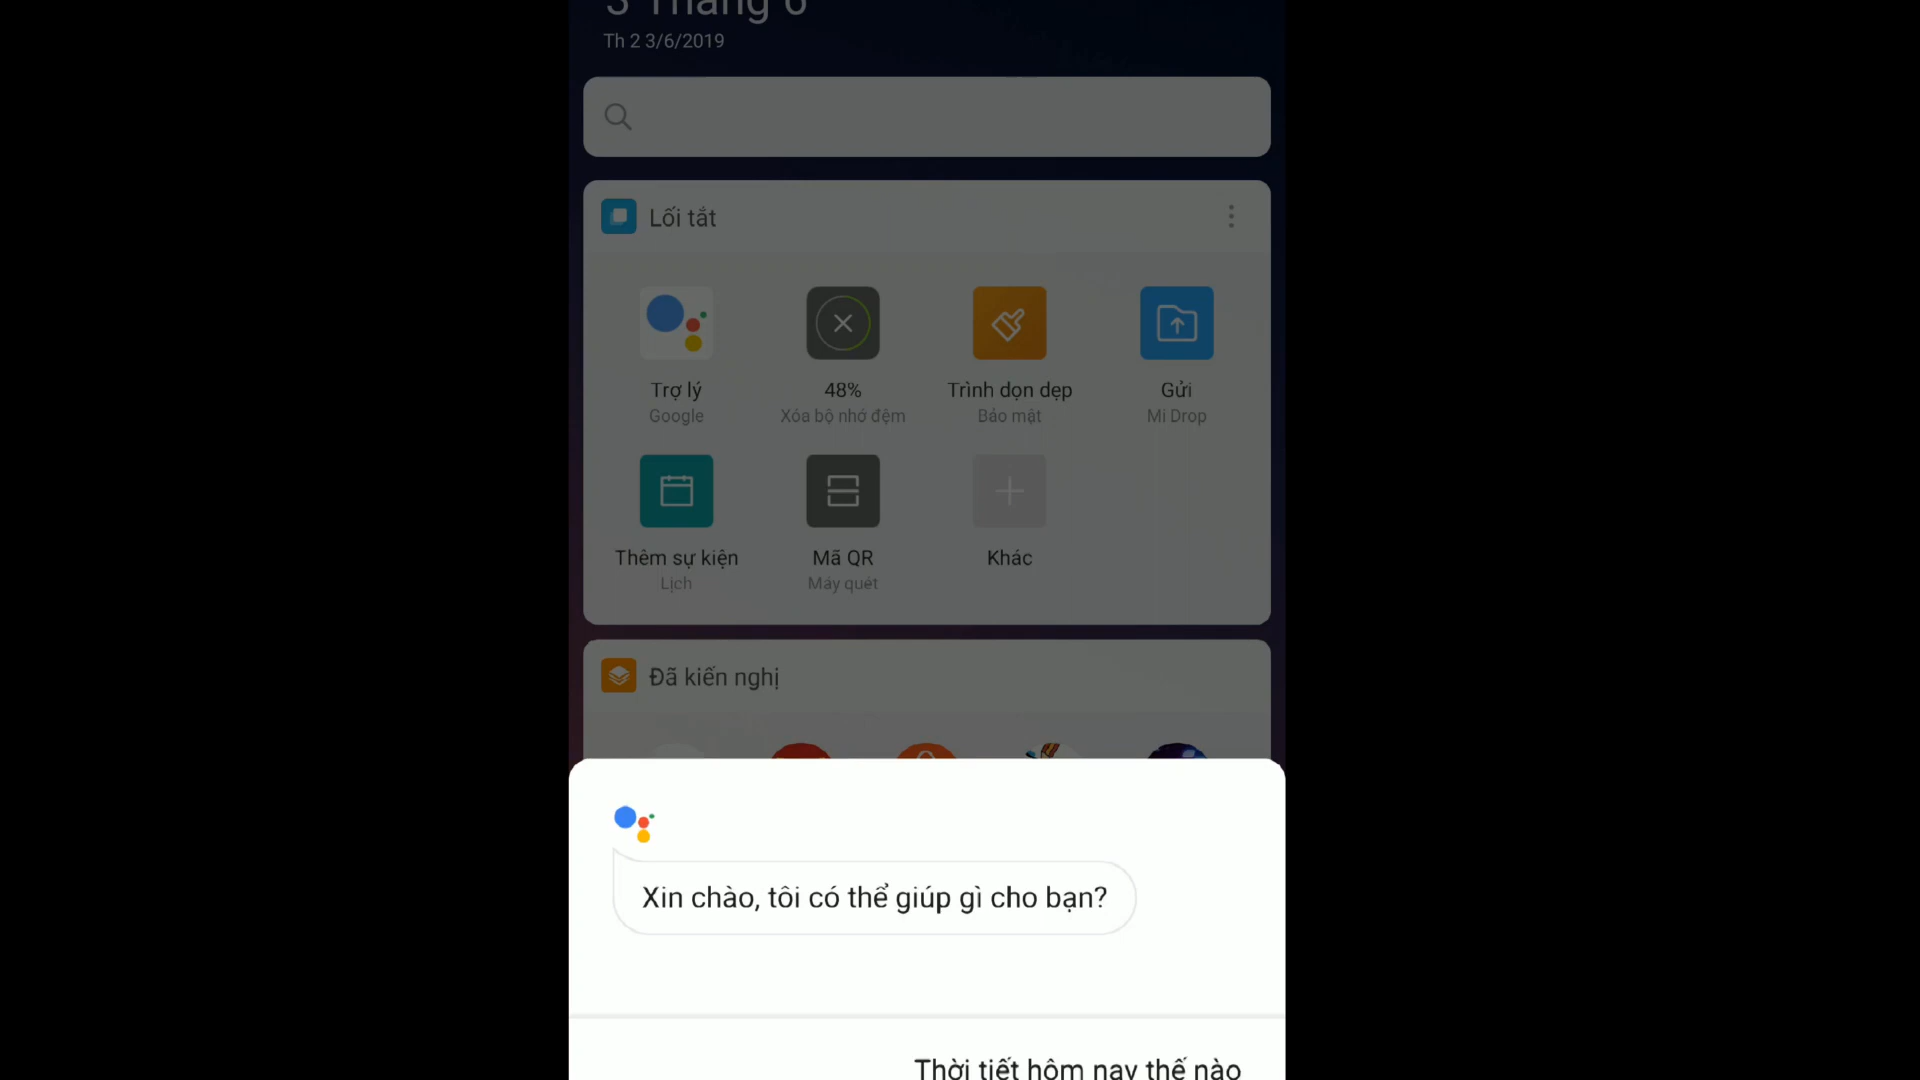 3 Tháng 6
Th 2 3/6/2019
Lối tắt
Trợ lý
Google
48%
Xóa bộ nhớ đệm
Trình dọn dẹp
Bảo mật
Gửi
Mi Drop
Thêm sự kiện
Lịch
Mã QR
Máy quét
Khác
Đã kiến nghị
Xin chào, tôi có thể giúp gì cho bạn?
Thời tiết hôm nay thế nào